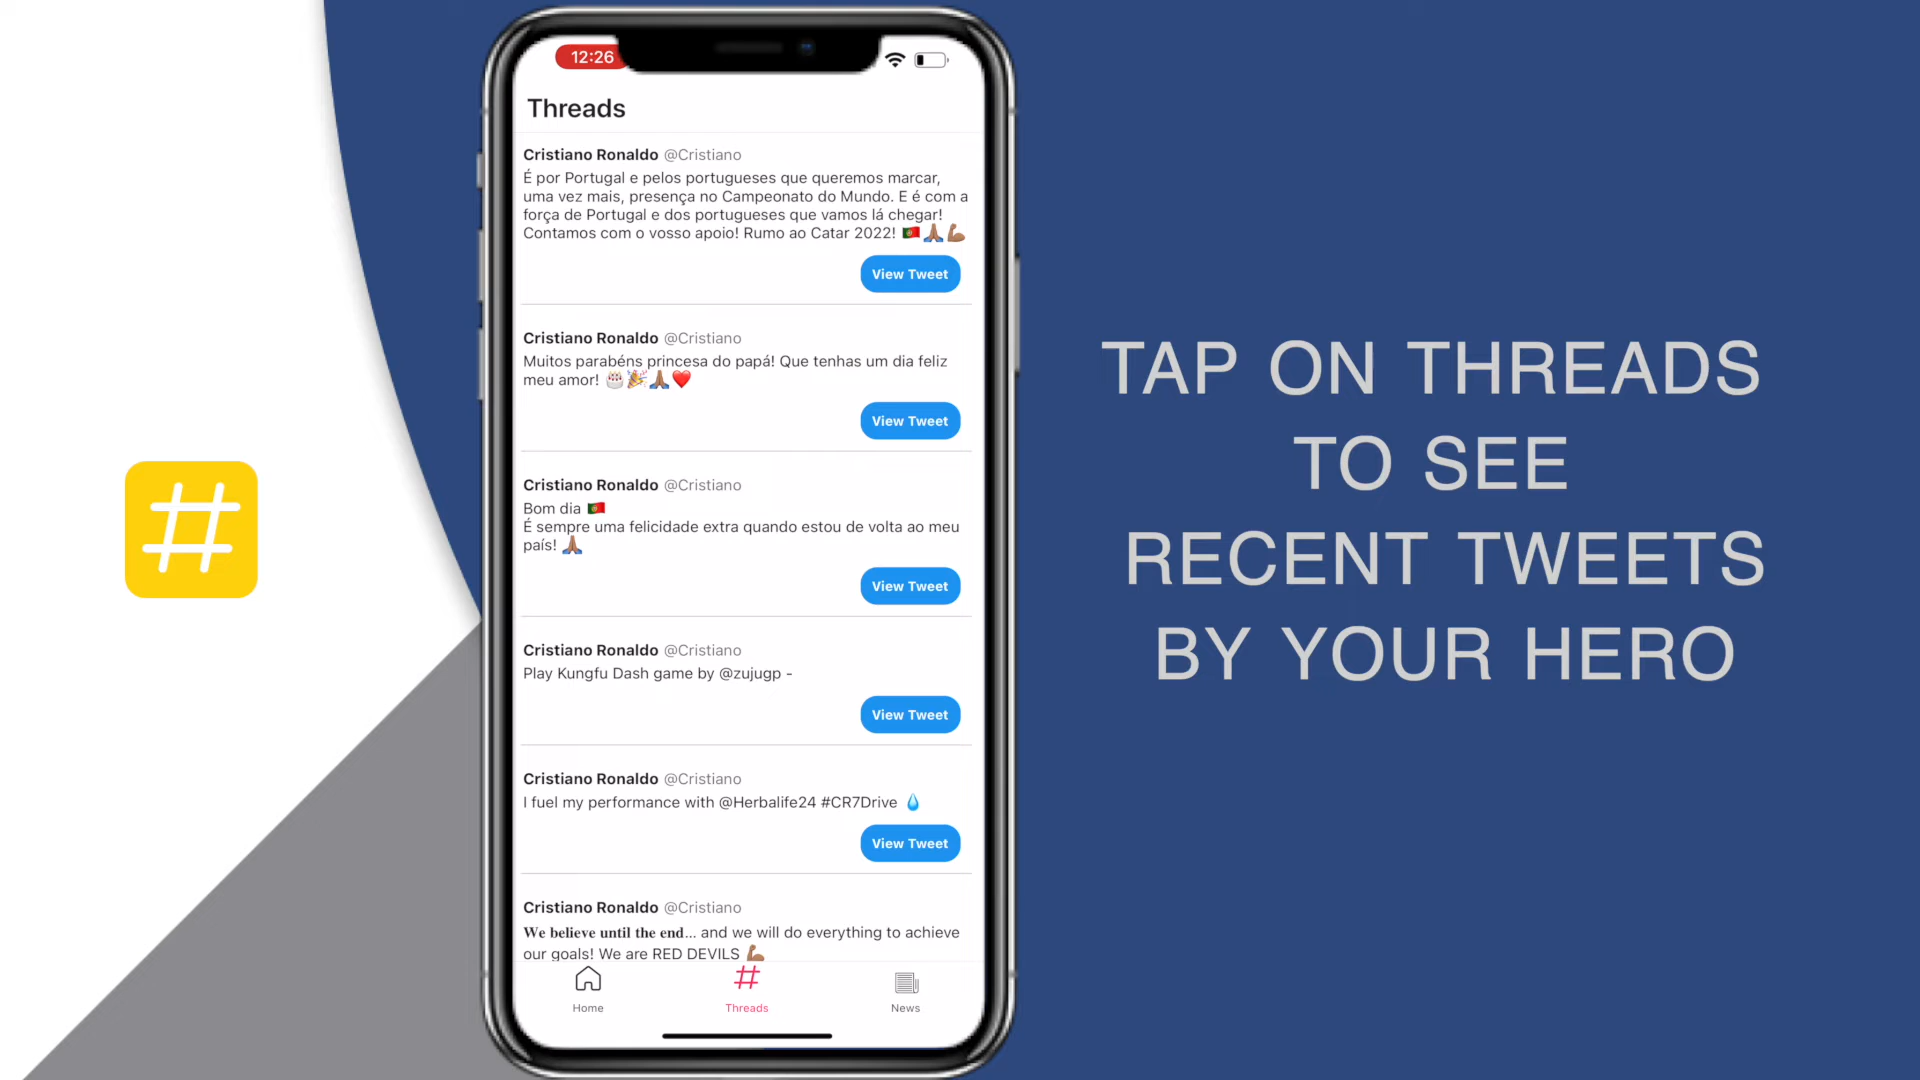 12:26
Threads
Cristiano Ronaldo @Cristiano
É por Portugal e pelos portugueses que queremos marcar,
uma vez mais, presença no Campeonato do Mundo. E é com a
força de Portugal e dos portugueses que vamos lá chegar!
Contamos com o vosso apoio! Rumo ao Catar 2022! 🇵🇹🙏🏽💪🏽
View Tweet
Cristiano Ronaldo @Cristiano
Muitos parabéns princesa do papá! Que tenhas um dia feliz
meu amor! 🎂🎉🙏🏽❤️
View Tweet
Cristiano Ronaldo @Cristiano
Bom dia 🇵🇹
É sempre uma felicidade extra quando estou de volta ao meu
país! 🙏🏽
View Tweet
Cristiano Ronaldo @Cristiano
Play Kungfu Dash game by @zujugp -
View Tweet
Cristiano Ronaldo @Cristiano
I fuel my performance with @Herbalife24 #CR7Drive 💧
View Tweet
Cristiano Ronaldo @Cristiano
𝐖𝐞 𝐛𝐞𝐥𝐢𝐞𝐯𝐞 𝐮𝐧𝐭𝐢𝐥 𝐭𝐡𝐞 𝐞𝐧𝐝... and we will do everything to achieve
our goals! We are RED DEVILS 💪🏽
Home
Threads
News
#
TAP ON THREADS
TO SEE
RECENT TWEETS
BY YOUR HERO